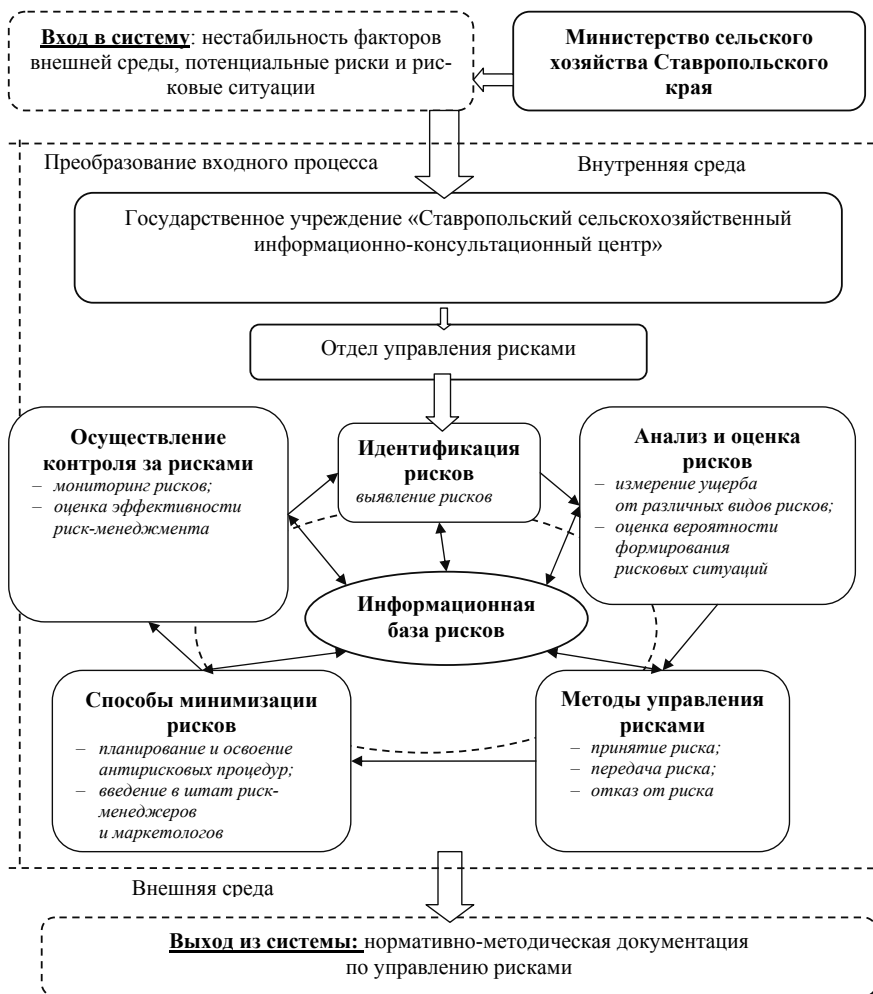 Вход в систему: нестабильность факторов
внешней среды, потенциальные риски и рис-
ковые ситуации
Министерство сельского
хозяйства Ставропольского
края
Преобразование входного процесса
Внутренняя среда
Государственное учреждение «Ставропольский сельскохозяйственный
информационно-консультационный центр»
Отдел управления рисками
Осуществление
контроля за рисками
– мониторинг рисков;
– оценка эффективности
риск-менеджмента
Идентификация
рисков
выявление рисков
Анализ и оценка
рисков
– измерение ущерба
от различных видов рисков;
– оценка вероятности
формирования
рисковых ситуаций
Информационная
база рисков
Способы минимизации
рисков
– планирование и освоение
антирисковых процедур;
– введение в штат риск-
менеджеров
и маркетологов
Методы управления
рисками
– принятие риска;
– передача риска;
– отказ от риска
Внешняя среда
Выход из системы: нормативно-методическая документация
по управлению рисками